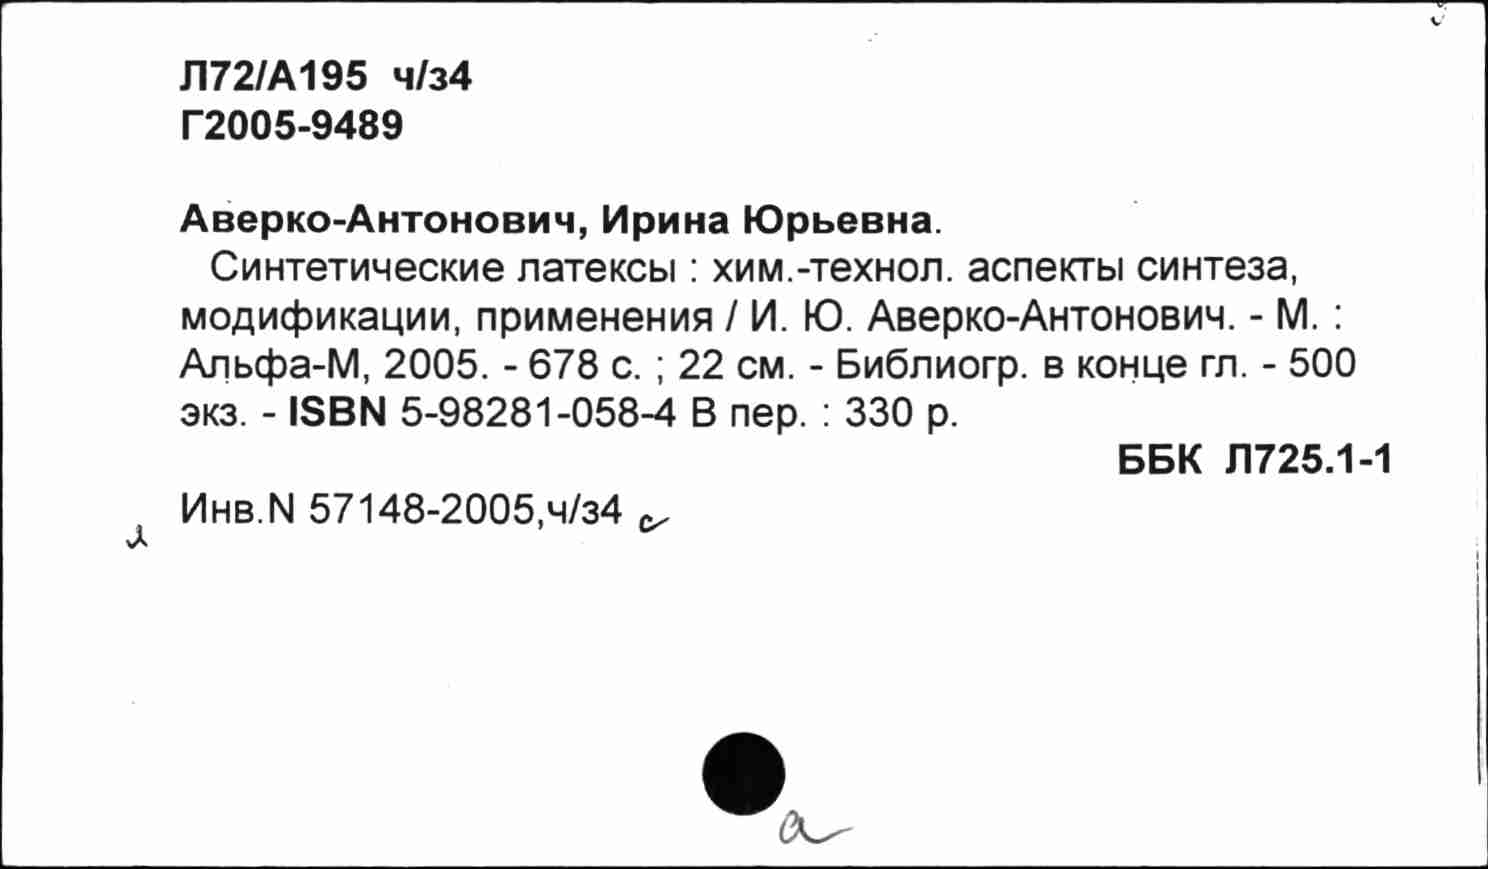 Л72/А195 ч/з4
Г2005-9489
Аверко-Антонович, Ирина Юрьевна.
Синтетические латексы : хим.-технол. аспекты синтеза,
модификации, применения / И. Ю. Аверко-Антонович. - М. :
Альфа-М, 2005. - 678 с. ; 22 см. - Библиогр. в конце гл. - 500
экз. - ISBN 5-98281-058-4 В пер. : 330 р.
ББК Л725.1-1
Инв.N 57148-2005,ч/з4
а